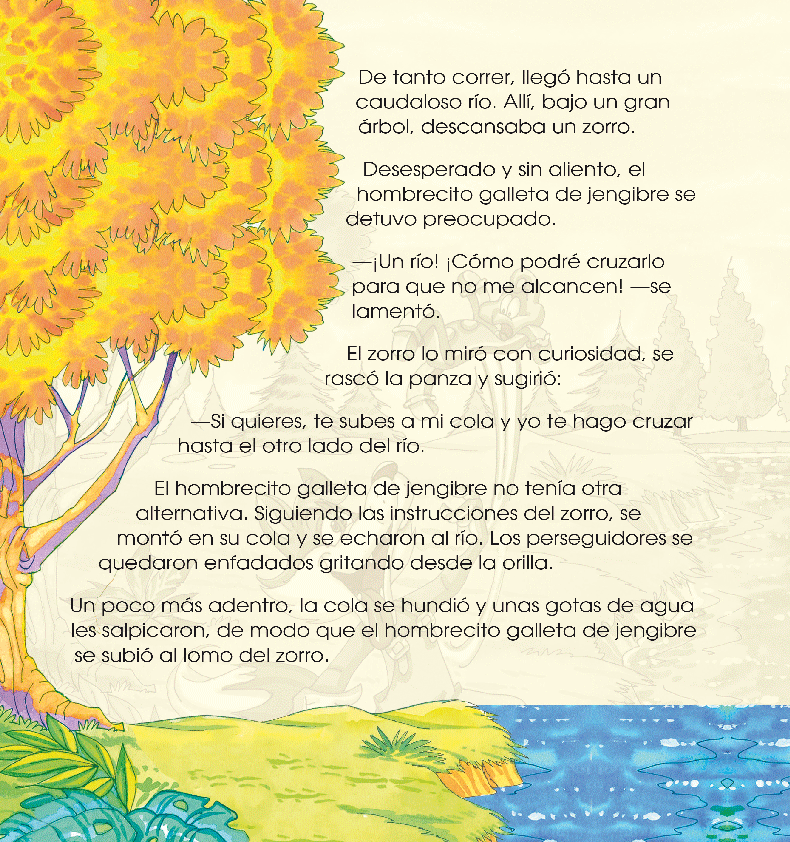 De tanto correr, llegó hasta un
caudaloso río. Allí, bajo un gran
árbol, descansaba un zorro.
Desesperado y sin aliento, el
hombrecito galleta de jengibre se
detuvo preocupado.
—¡Un río! ¡Cómo podré cruzarlo
para que no me alcancen! —se
lamentó.
El zorro lo miró con curiosidad, se
rascó la panza y sugirió:
—Si quieres, te subes a mi cola y yo te hago cruzar
hasta el otro lado del río.
El hombrecito galleta de jengibre no tenía otra
alternativa. Siguiendo las instrucciones del zorro, se
montó en su cola y se echaron al río. Los perseguidores se
quedaron enfadados gritando desde la orilla.
Un poco más adentro, la cola se hundió y unas gotas de agua
les salpicaron, de modo que el hombrecito galleta de jengibre
se subió al lomo del zorro.